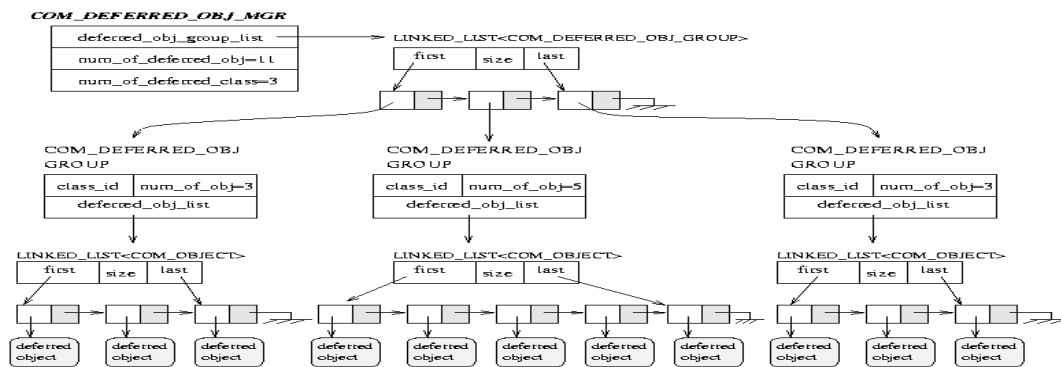 COM_DEFERRED_OBJ_MGR
deferred_obj_group_list
num_of_deferred_obj=11
num_of_deferred_class=3
LINKED_LIST<COM_DEFERRED_OBJ_GROUP>
first size last
COM_DEFERRED_OBJ
GROUP
class_id num_of_obj=3
deferred_obj_list
COM_DEFERRED_OBJ
GROUP
class_id num_of_obj=5
deferred_obj_list
COM_DEFERRED_OBJ
GROUP
class_id num_of_obj=3
deferred_obj_list
LINKED_LIST<COM_OBJECT>
first size last
LINKED_LIST<COM_OBJECT>
first size last
LINKED_LIST<COM_OBJECT>
first size last
deferred
object
deferred
object
deferred
object
deferred
object
deferred
object
deferred
object
deferred
object
deferred
object
deferred
object
deferred
object
deferred
object